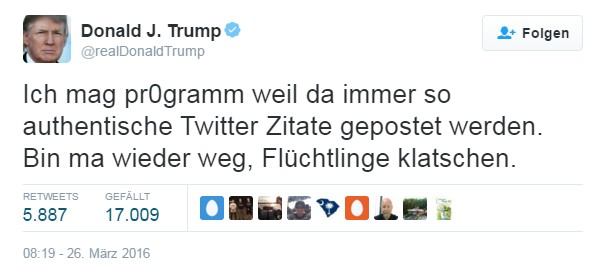 Donald J. Trump
@realDonaldTrump
Folgen
Ich mag pr0gramm weil da immer so
authentische Twitter Zitate gepostet werden.
Bin ma wieder weg, Flüchtlinge klatschen.
RETWEETS GEFÄLLT
5.887 17.009
08:19 - 26. März 2016